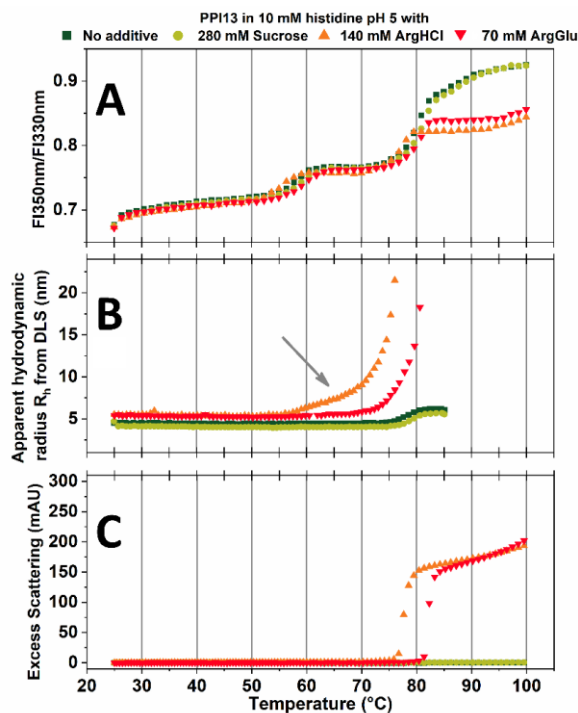 PPI13 in 10 mM histidine pH 5 with
No additive 280 mM Sucrose 140 mM ArgHCl 70 mM ArgGlu
A
FI350nm/FI330nm
0.9
0.8
0.7
B
Apparent hydrodynamic
radius Rh from DLS (nm)
20
15
10
5
C
Excess Scattering (mAU)
300
250
200
150
100
50
0
20 30 40 50 60 70 80 90 100 110
Temperature (°C)